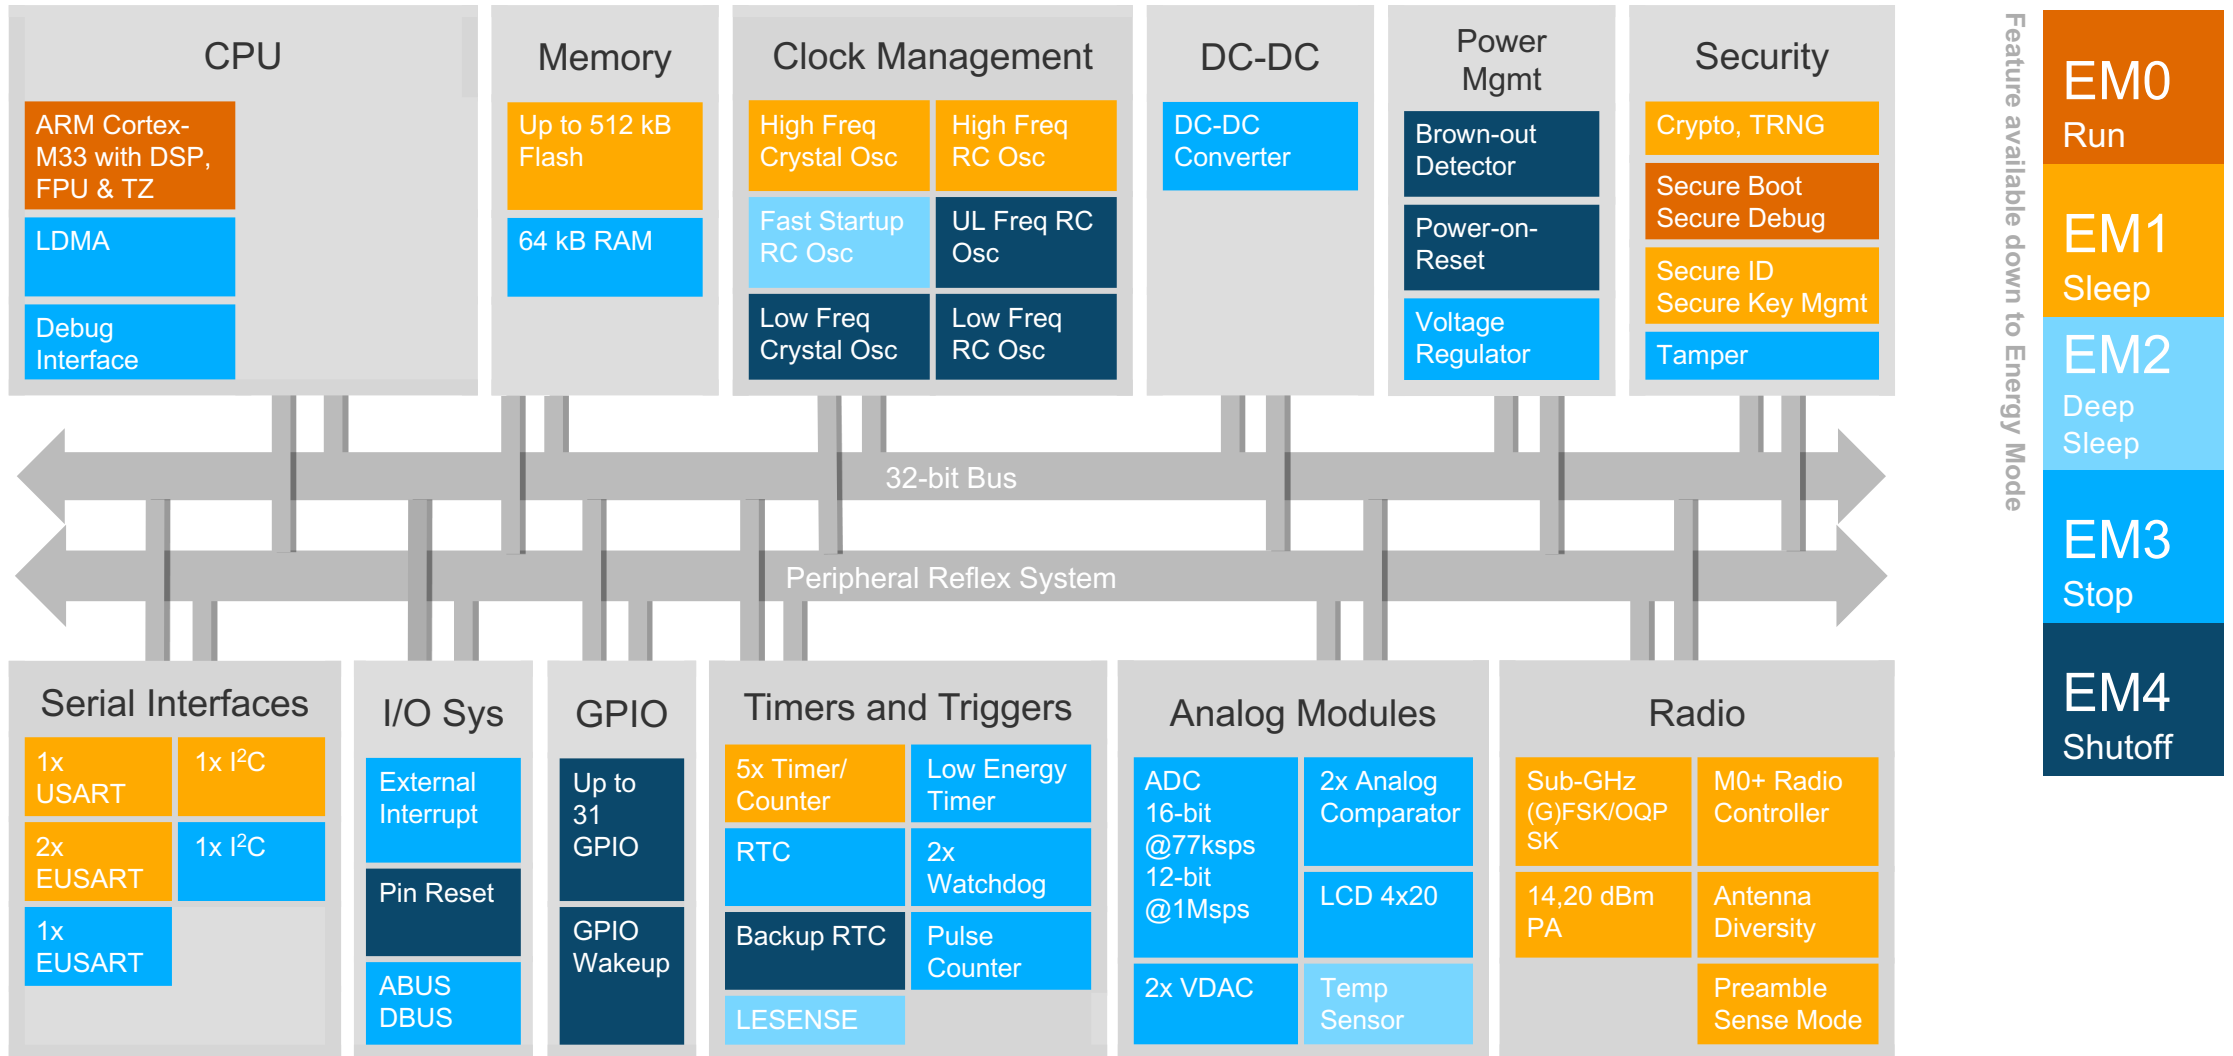 CPU
ARM Cortex-
M33 with DSP,
FPU & TZ
LDMA
Debug
Interface
Memory
Up to 512 kB
Flash
64 kB RAM
Clock Management
High Freq
Crystal Osc
High Freq
RC Osc
Fast Startup
RC Osc
UL Freq RC
Osc
Low Freq
Crystal Osc
Low Freq
RC Osc
DC-DC
DC-DC
Converter
Power
Mgmt
Brown-out
Detector
Power-on-
Reset
Voltage
Regulator
Security
Crypto, TRNG
Secure Boot
Secure Debug
Secure ID
Secure Key Mgmt
Tamper
32-bit Bus
Peripheral Reflex System
Serial Interfaces
1x
USART
1x I²C
2x
EUSART
1x I²C
1x
EUSART
I/O Sys
External
Interrupt
Pin Reset
ABUS
DBUS
GPIO
Up to
31
GPIO
GPIO
Wakeup
Timers and Triggers
5x Timer/
Counter
Low Energy
Timer
RTC
2x
Watchdog
Backup RTC
Pulse
Counter
LESENSE
Analog Modules
ADC
16-bit
@77ksps
12-bit
@1Msps
2x Analog
Comparator
LCD 4x20
2x VDAC
Temp
Sensor
Radio
Sub-GHz
(G)FSK/OQP
SK
M0+ Radio
Controller
14,20 dBm
PA
Antenna
Diversity
Preamble
Sense Mode
Feature available down to Energy Mode
EM0
Run
EM1
Sleep
EM2
Deep
Sleep
EM3
Stop
EM4
Shutoff